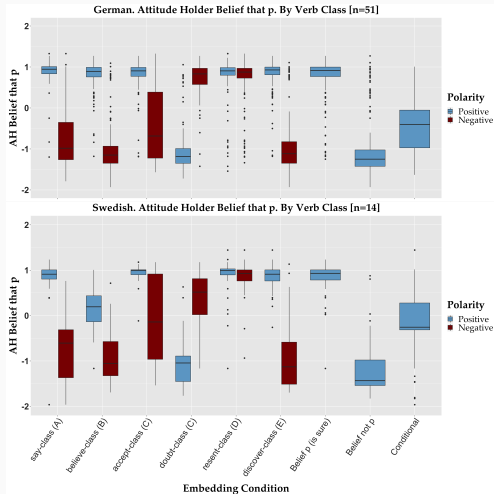 German. Attitude Holder Belief that p. By Verb Class [n=51]
AH Belief that p
2
1
0
-1
-2
Polarity
Positive
Negative
Swedish. Attitude Holder Belief that p. By Verb Class [n=14]
AH Belief that p
2
1
0
-1
-2
Polarity
Positive
Negative
say-class (A)
believe-class (B)
accept-class (C)
doubt-class (C)
resent-class (D)
discover-class (E)
Belief p (is sure)
Belief not p
Conditional
Embedding Condition